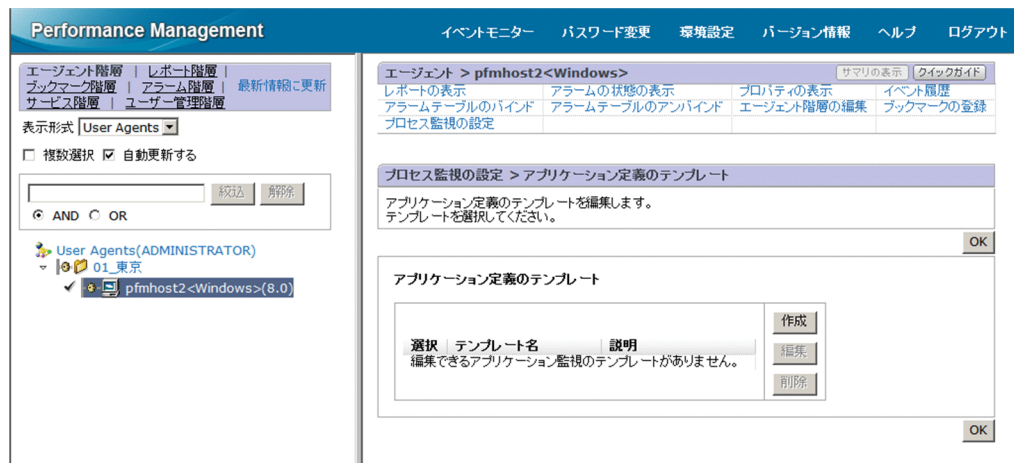 Performance Management
イベントモニター パスワード変更 環境設定 バージョン情報 ヘルプ ログアウト
エージェント階層 | レポート階層 |
ブックマーク階層 | アラーム階層 | 最新情報に更新
サービス階層 | ユーザー管理階層
表示形式 User Agents
複数選択 自動更新する
絞込 解除
AND OR
User Agents(ADMINISTRATOR)
01_東京
pfmhost2<Windows>(8.0)
エージェント > pfmhost2<Windows> サマリの表示 クイックガイド
レポートの表示 アラームの状態の表示 プロパティの表示 イベント履歴
アラームテーブルのバインド アラームテーブルのアンバインド エージェント階層の編集 ブックマークの登録
プロセス監視の設定
プロセス監視の設定 > アプリケーション定義のテンプレート
アプリケーション定義のテンプレートを編集します。
テンプレートを選択してください。
OK
アプリケーション定義のテンプレート
作成
選択 テンプレート名 説明
編集できるアプリケーション監視のテンプレートがありません。
編集
削除
OK